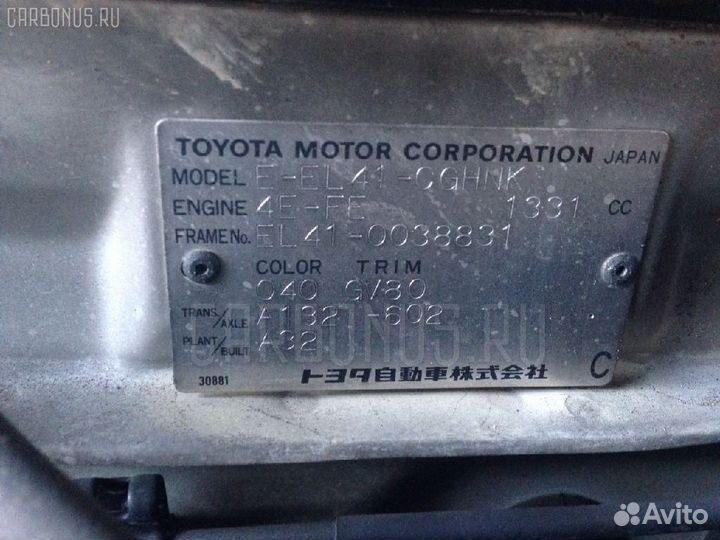 CARBONUS.RU
TOYOTA MOTOR CORPORATION JAPAN
MODEL E-EL41-CGHNK
ENGINE 4E-FE 1331 CC
FRAME No. EL41-0038831
COLOR TRIM
040 GV80
TRANS./AXLE A132 -602
PLANT/BUILT A32
CARBONUS.RU
30881 トヨタ自動車株式会社 C
Avito